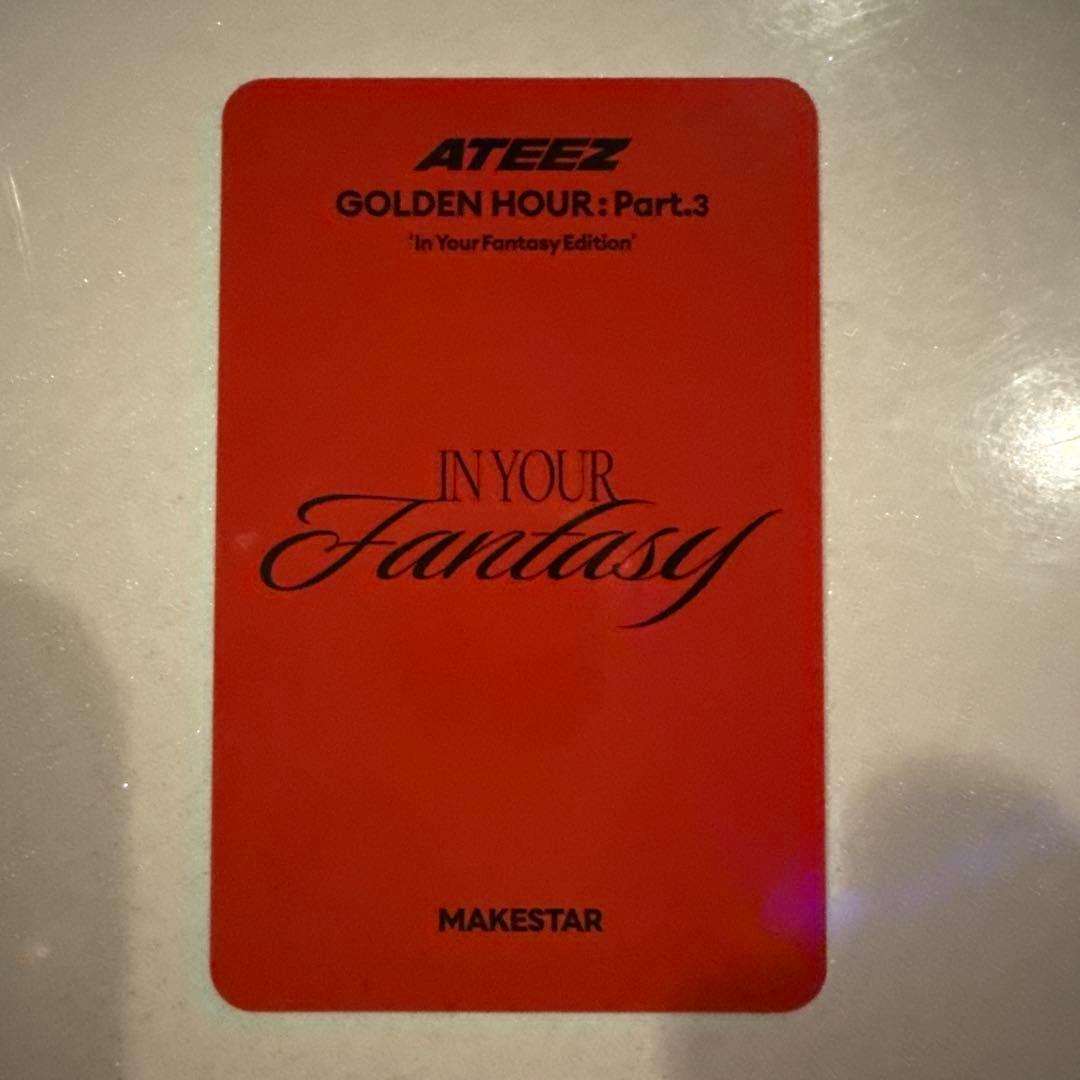 ATEEZ
GOLDEN HOUR : Part.3
'In Your Fantasy Edition'
IN YOUR
Fantasy
MAKESTAR